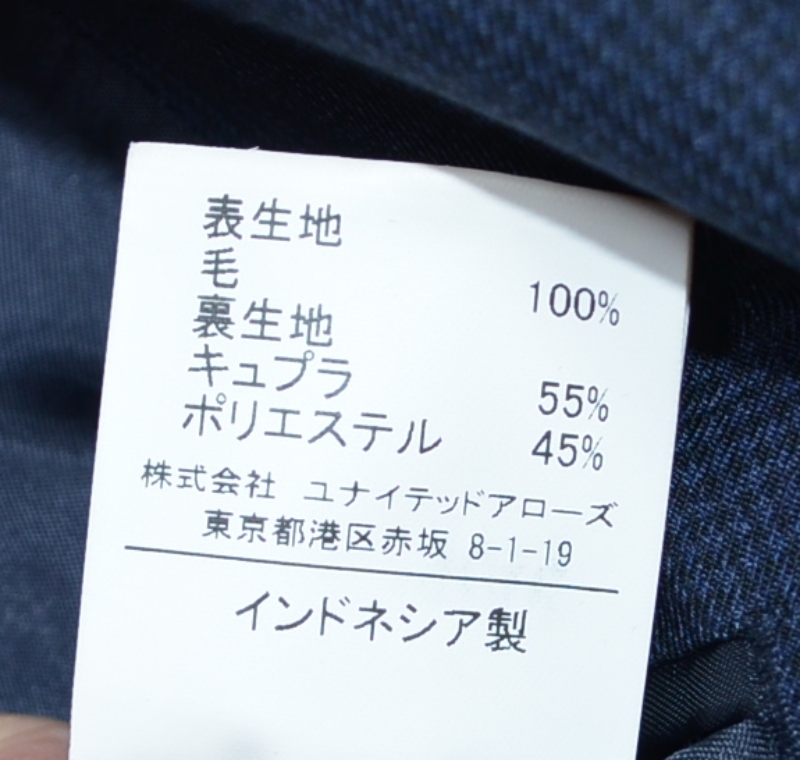 表生地
毛 100%
裏生地
キュプラ 55%
ポリエステル 45%
株式会社 ユナイテッドアローズ
東京都港区赤坂 8-1-19
インドネシア製